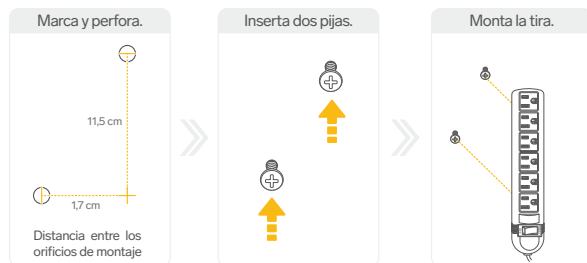 Marca y perfora.
11,5 cm
1,7 cm
Distancia entre los
orificios de montaje
Inserta dos pijas.
Monta la tira.